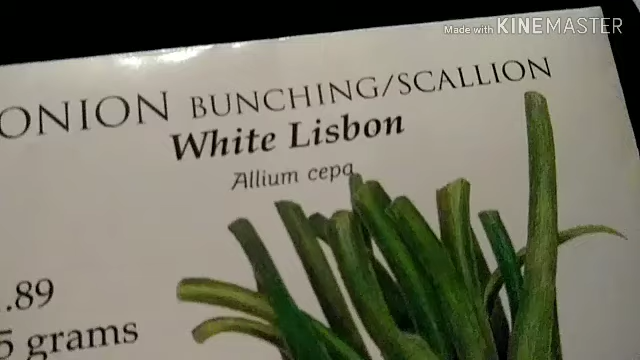 Made with KINEMASTER
ONION BUNCHING/SCALLION
White Lisbon
Allium cepa
.89
5 grams